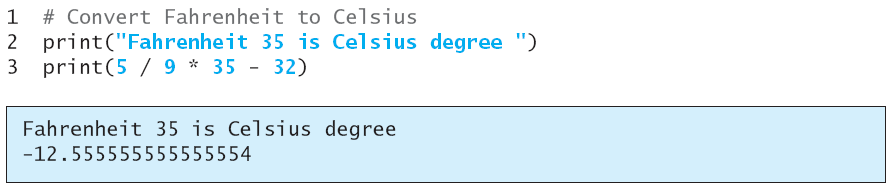 1 # Convert Fahrenheit to Celsius
2 print("Fahrenheit 35 is Celsius degree ")
3 print(5 / 9 * 35 - 32)
Fahrenheit 35 is Celsius degree
-12.555555555555554